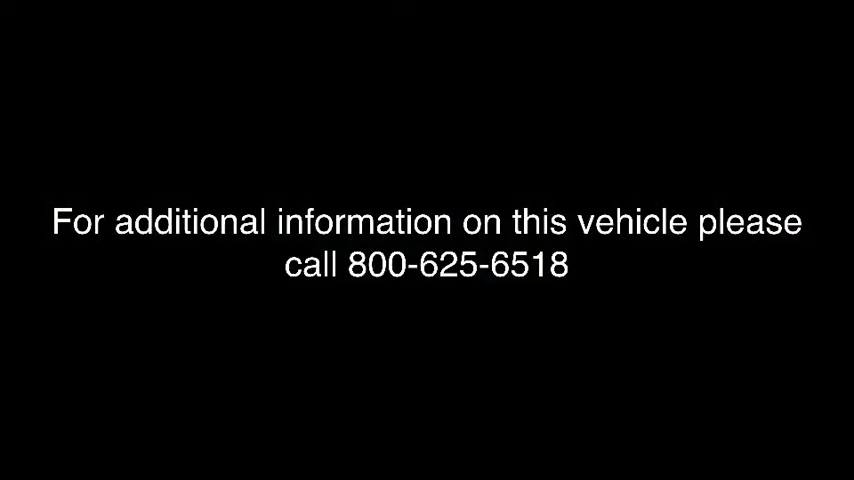 For additional information on this vehicle please
call 800-625-6518